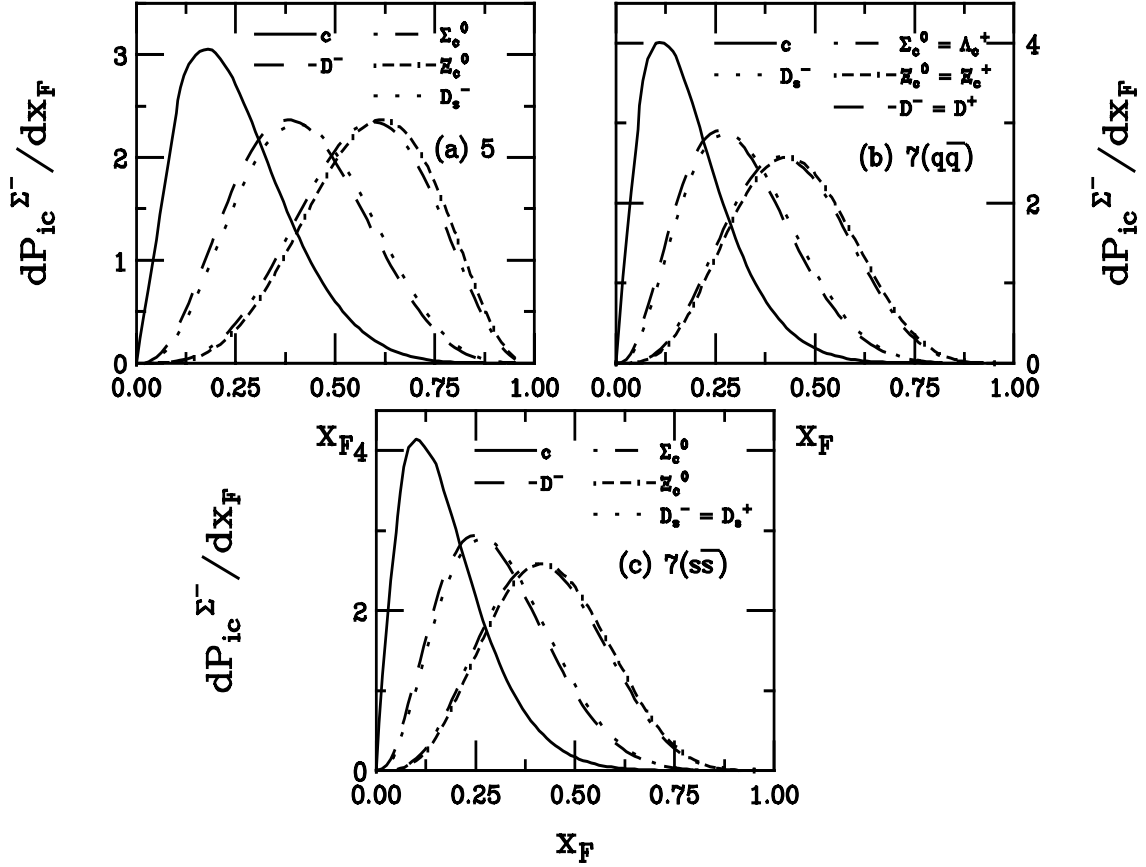 dP_ic^Σ⁻/dx_F
3
2
1
0
0.00 0.25 0.50 0.75 1.00
c
D⁻
Σ_c⁰
Ξ_c⁰
D_s⁻
(a) 5
X_F
c
D_s⁻
Σ_c⁰ = Λ_c⁺
Ξ_c⁰ = Ξ_c⁺
D⁻ = D⁺
(b) 7(qq̅)
4
2
0
0.00 0.25 0.50 0.75 1.00
dP_ic^Σ⁻/dx_F
X_F
dP_ic^Σ⁻/dx_F
4
2
0
c
D⁻
Σ_c⁰
Ξ_c⁰
D_s⁻ = D_s⁺
(c) 7(ss̅)
0.00 0.25 0.50 0.75 1.00
X_F